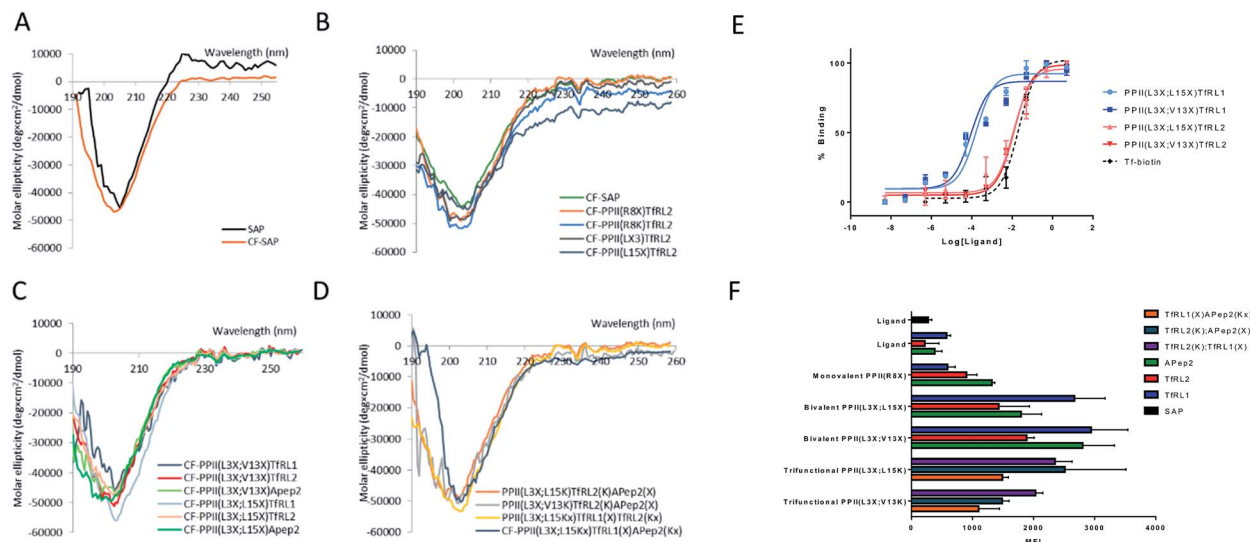 A
Wavelength (nm)
10000
0
-10000
-20000
-30000
-40000
-50000
-60000
190 200 210 220 230 240 250
Molar ellipticity (deg×cm²/dmol)
SAP
CF-SAP
B
Wavelength (nm)
10000
0
-10000
-20000
-30000
-40000
-50000
-60000
190 200 210 220 230 240 250 260
Molar ellipticity (deg×cm²/dmol)
CF-SAP
CF-PPII(R8X)TfRL2
CF-PPII(R8K)TfRL2
CF-PPII(LX3)TfRL2
CF-PPII(L15X)TfRL2
E
100
50
0
% Binding
-10 -8 -6 -4 -2 0 2
Log[Ligand]
PPII(L3X;L15X)TfRL1
PPII(L3X;V13X)TfRL1
PPII(L3X;L15X)TfRL2
PPII(L3X;V13X)TfRL2
Tf-biotin
C
Wavelength (nm)
10000
0
-10000
-20000
-30000
-40000
-50000
-60000
190 200 210 220 230 240 250 260
Molar ellipticity (deg×cm²/dmol)
CF-PPII(L3X;V13X)TfRL1
CF-PPII(L3X;V13X)TfRL2
CF-PPII(L3X;V13X)Apep2
CF-PPII(L3X;L15X)TfRL1
CF-PPII(L3X;L15X)TfRL2
CF-PPII(L3X;L15X)Apep2
D
Wavelength (nm)
10000
0
-10000
-20000
-30000
-40000
-50000
-60000
190 200 210 220 230 240 250 260
Molar ellipticity (deg×cm²/dmol)
PPII(L3X;L15K)TfRL2(K)APep2(X)
PPII(L3X;V13K)TfRL2(K)APep2(X)
PPII(L3X;L15Kx)TfRL1(X)TfRL2(Kx)
CF-PPII(L3X;L15Kx)TfRL1(X)APep2(Kx)
F
Ligand
Ligand
Monovalent PPII(R8X)
Bivalent PPII(L3X;L15X)
Bivalent PPII(L3X;V13X)
Trifunctional PPII(L3X;L15K)
Trifunctional PPII(L3X;V13K)
0 1000 2000 3000 4000
MFI
TfRL1(X)APep2(Kx)
TfRL2(K);APep2(X)
TfRL2(K);TfRL1(X)
APep2
TfRL2
TfRL1
SAP